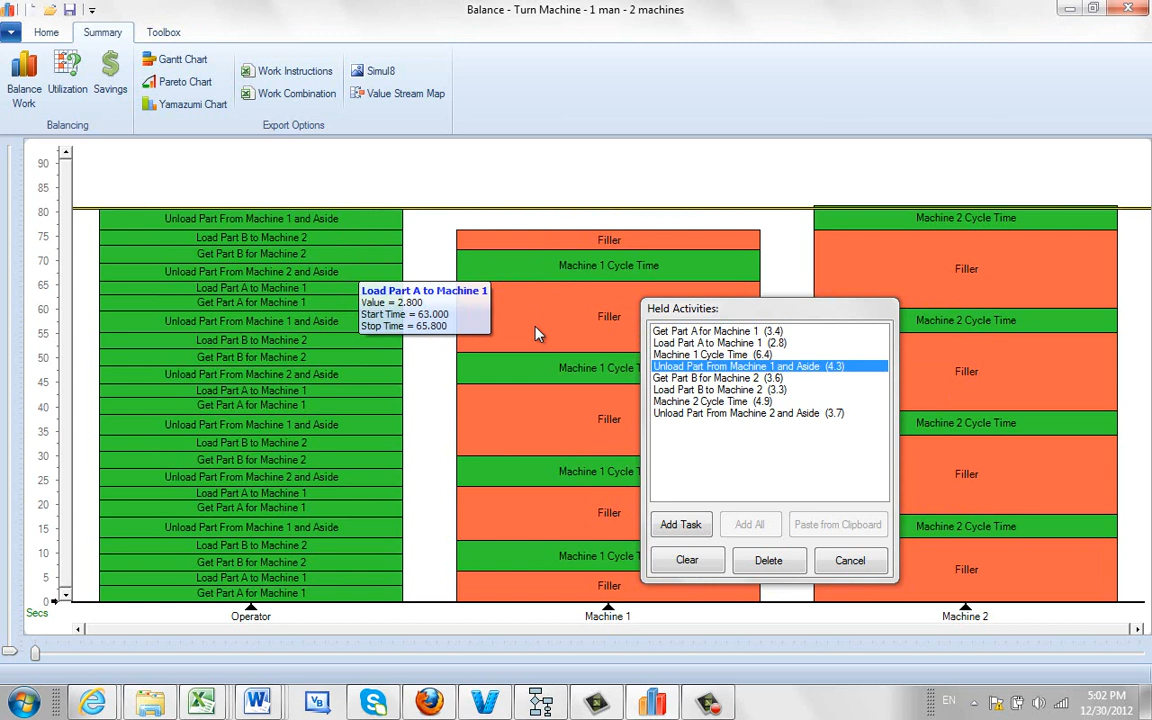 Balance - Turn Machine - 1 man - 2 machines
Home Summary Toolbox
Balance Work
Utilization
Savings
Gantt Chart
Pareto Chart
Yamazumi Chart
Work Instructions
Work Combination
Simul8
Value Stream Map
Balancing
Export Options
90
85
80
75
70
65
60
55
50
45
40
35
30
25
20
15
10
5
0
Secs
Unload Part From Machine 1 and Aside
Load Part B to Machine 2
Get Part B for Machine 2
Unload Part From Machine 2 and Aside
Load Part A to Machine 1
Get Part A for Machine 1
Unload Part From Machine 1 and Aside
Load Part B to Machine 2
Get Part B for Machine 2
Unload Part From Machine 2 and Aside
Load Part A to Machine 1
Get Part A for Machine 1
Unload Part From Machine 1 and Aside
Load Part B to Machine 2
Get Part B for Machine 2
Unload Part From Machine 2 and Aside
Load Part A to Machine 1
Get Part A for Machine 1
Unload Part From Machine 1 and Aside
Load Part B to Machine 2
Get Part B for Machine 2
Load Part A to Machine 1
Get Part A for Machine 1
Operator
Load Part A to Machine 1
Value = 2.800
Start Time = 63.000
Stop Time = 65.800
Filler
Machine 1 Cycle Time
Filler
Machine 1 Cycle T
Filler
Machine 1 Cycle T
Filler
Machine 1 Cycle T
Filler
Machine 1
Held Activities:
Get Part A for Machine 1 (3.4)
Load Part A to Machine 1 (2.8)
Machine 1 Cycle Time (6.4)
Unload Part From Machine 1 and Aside (4.3)
Get Part B for Machine 2 (3.6)
Load Part B to Machine 2 (3.3)
Machine 2 Cycle Time (4.9)
Unload Part From Machine 2 and Aside (3.7)
Add Task
Add All
Paste from Clipboard
Clear
Delete
Cancel
Machine 2 Cycle Time
Filler
Machine 2 Cycle Time
Filler
Machine 2 Cycle Time
Filler
Machine 2 Cycle Time
Filler
Machine 2
EN
5:02 PM
12/30/2012